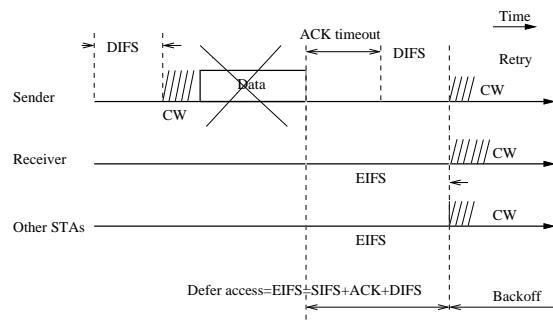 Time
ACK timeout
DIFS
DIFS
Retry
Sender
Data
CW
CW
Receiver
CW
EIFS
Other STAs
CW
EIFS
Defer access=EIFS=SIFS+ACK+DIFS
Backoff